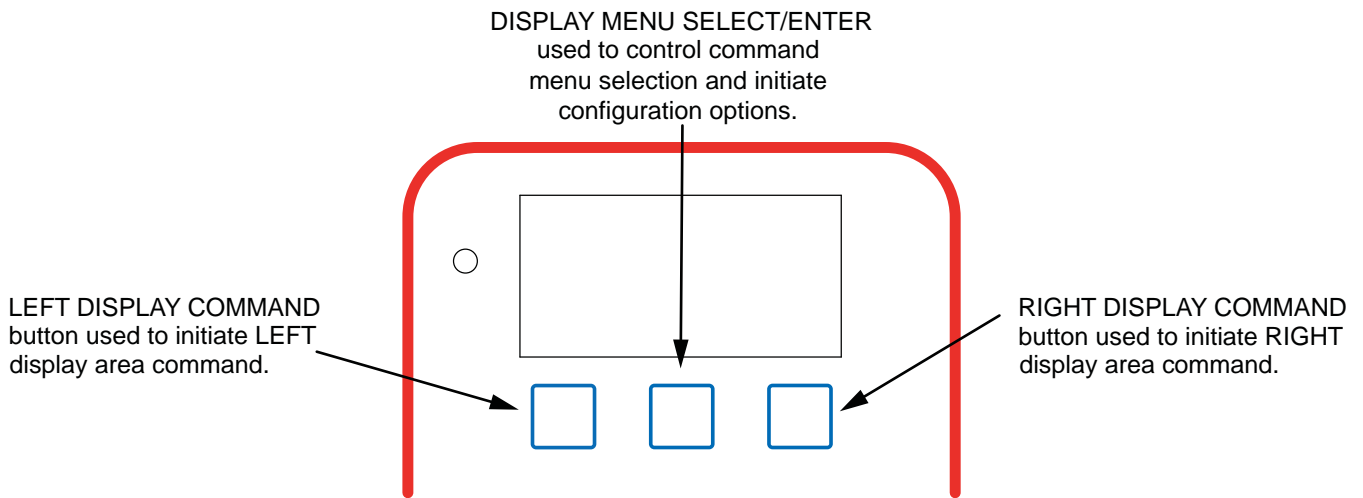 DISPLAY MENU SELECT/ENTER
used to control command
menu selection and initiate
configuration options.
LEFT DISPLAY COMMAND
button used to initiate LEFT
display area command.
RIGHT DISPLAY COMMAND
button used to initiate RIGHT
display area command.